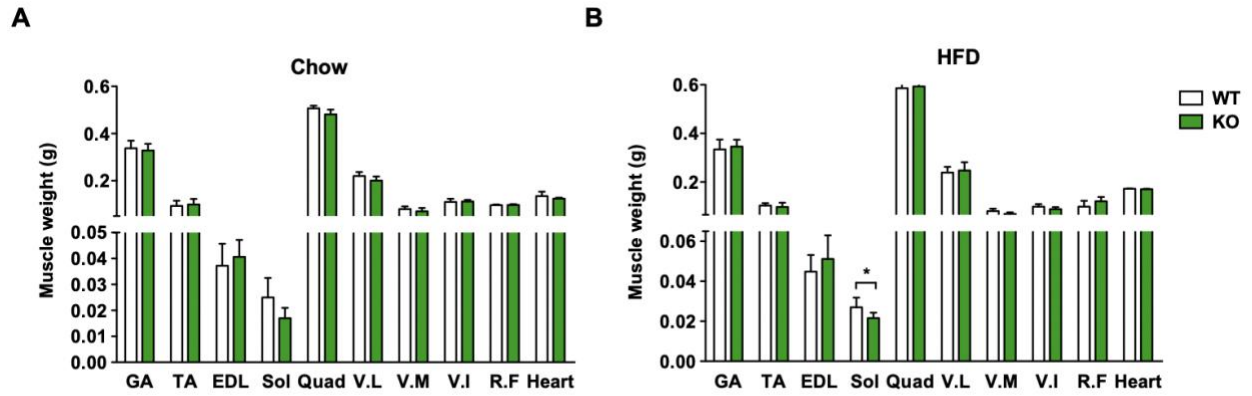 A
Chow
Muscle weight (g)
0.6
0.4
0.2
0.05
0.04
0.03
0.02
0.01
0.00
GA TA EDL Sol Quad V.L V.M V.I R.F Heart
B
HFD
Muscle weight (g)
0.6
0.4
0.2
0.06
0.04
0.02
0.00
*
GA TA EDL Sol Quad V.L V.M V.I R.F Heart
WT
KO